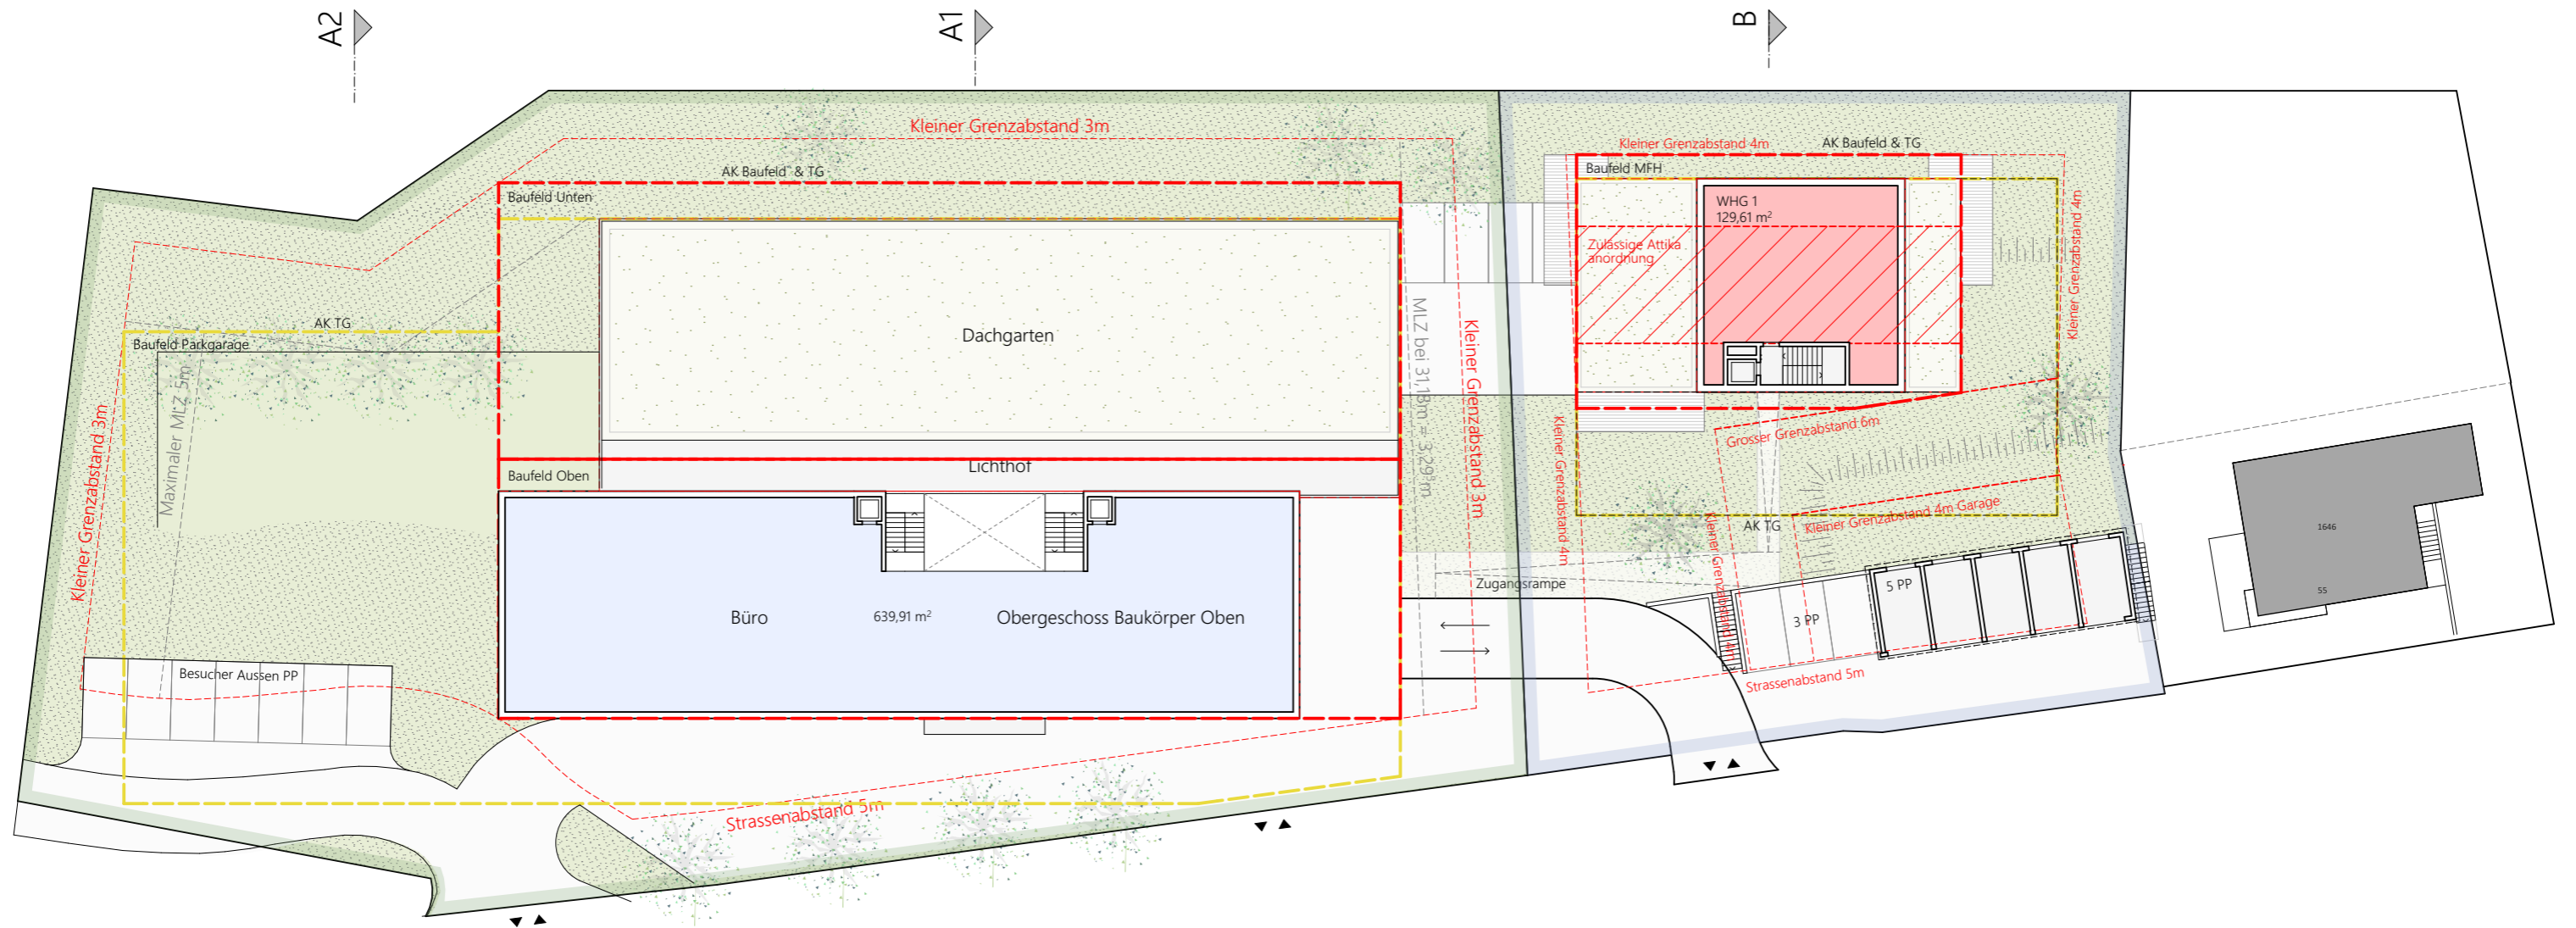 A2
A1
B
Kleiner Grenzabstand 3m
AK Baufeld & TG
Baufeld Unten
Kleiner Grenzabstand 4m
AK Baufeld & TG
Baufeld MFH
WHG 1
129,61 m²
Zulässige Attika
anordnung
Kleiner Grenzabstand 4m
AK TG
Baufeld Parkgarage
Dachgarten
Maximaler MLZ 5m
Kleiner Grenzabstand 3m
MLZ bei 31,18m = 3.291m
Kleiner Grenzabstand 3m
Kleiner Grenzabstand 4m
Grosser Grenzabstand 6m
Lichthof
Baufeld Oben
Kleiner Grenzabstand 4m Garage
AK TG
Kleiner Grenzabstand 4m
1646
55
Zugangsrampe
5 PP
3 PP
Büro
639,91 m²
Obergeschoss Baukörper Oben
Besucher Aussen PP
Strassenabstand 5m
Strassenabstand 5m